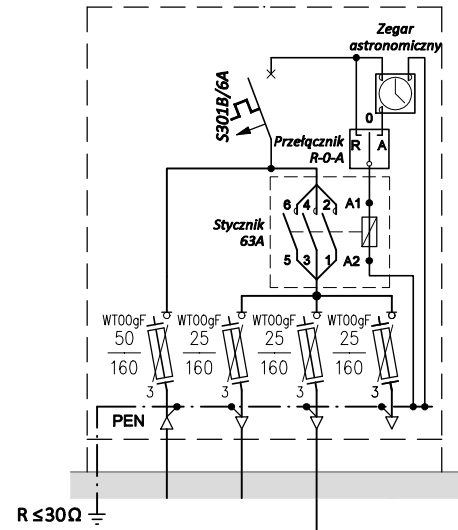 Zegar
astronomiczny
S301B/6A
0
R A
Przełącznik
R-0-A
6 4 2 A1
Stycznik
63A
5 3 1 A2
WT00gF WT00gF WT00gF WT00gF
50 25 25 25
160 160 160 160
3 3 3 3
PEN
R ≤30Ω